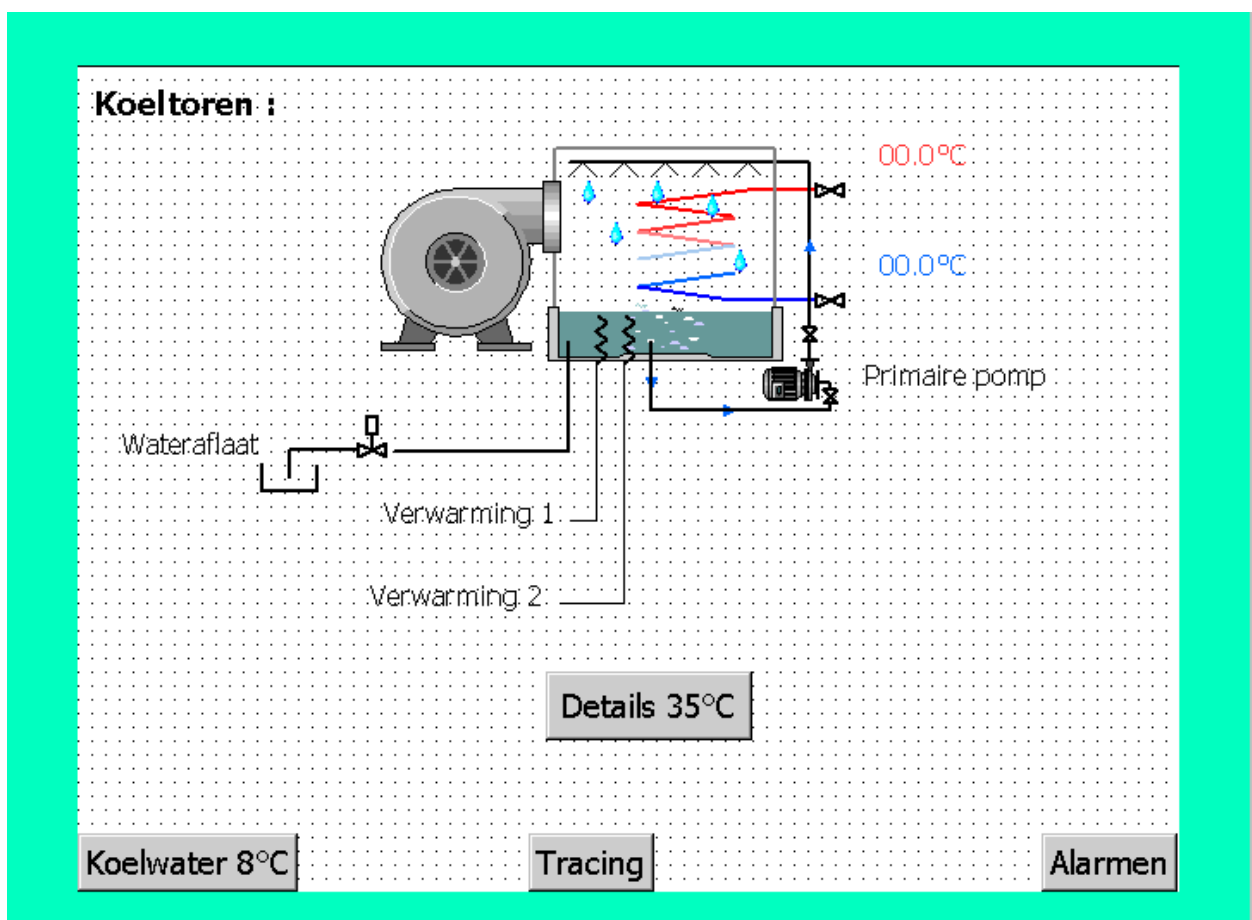 Koeltoren :
00.0°C
00.0°C
Primaire pomp
Wateraflaat
Verwarming 1
Verwarming 2
Details 35°C
Koelwater 8°C
Tracing
Alarmen